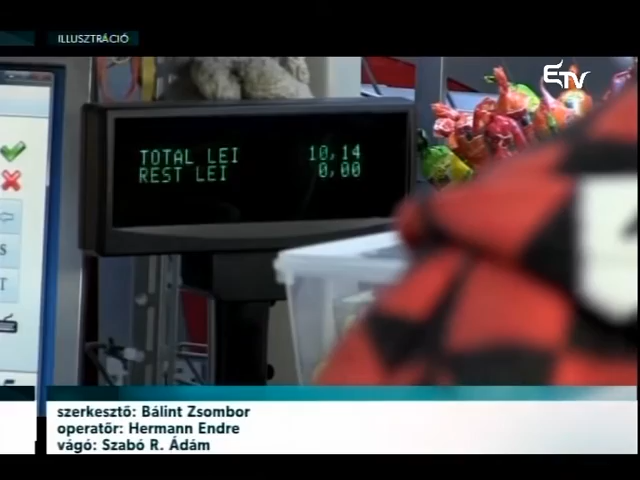 ILLUSZTRÁCIÓ
ETV
TOTAL LEI 10,14
REST LEI 0,00
S
T
szerkesztő: Bálint Zsombor
operatőr: Hermann Endre
vágó: Szabó R. Ádám